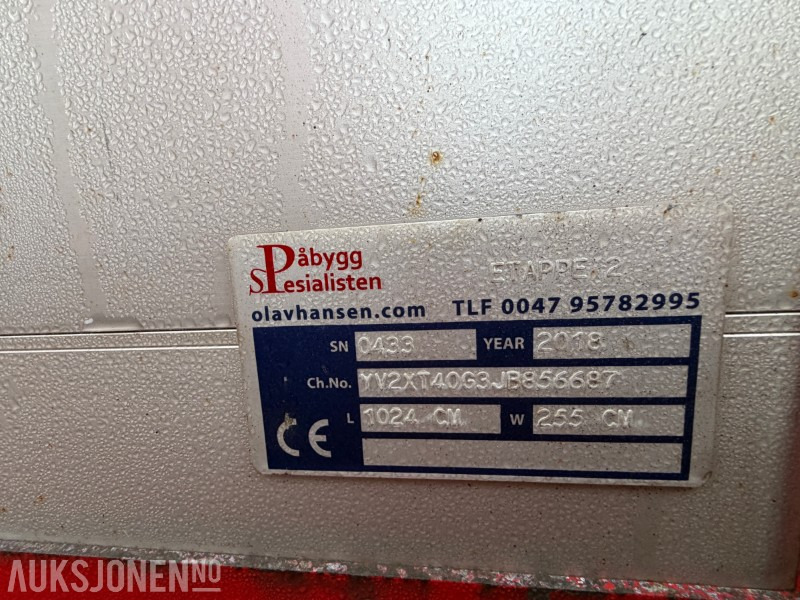 Påbygg
SPesialisten
ETAPPE: 2
olavhansen.com TLF 0047 95782995
SN 0433 YEAR 2018
Ch.No. YV2XT40G3JB856687
CE L 1024 CM W 255 CM
AUKSJONEN.NO